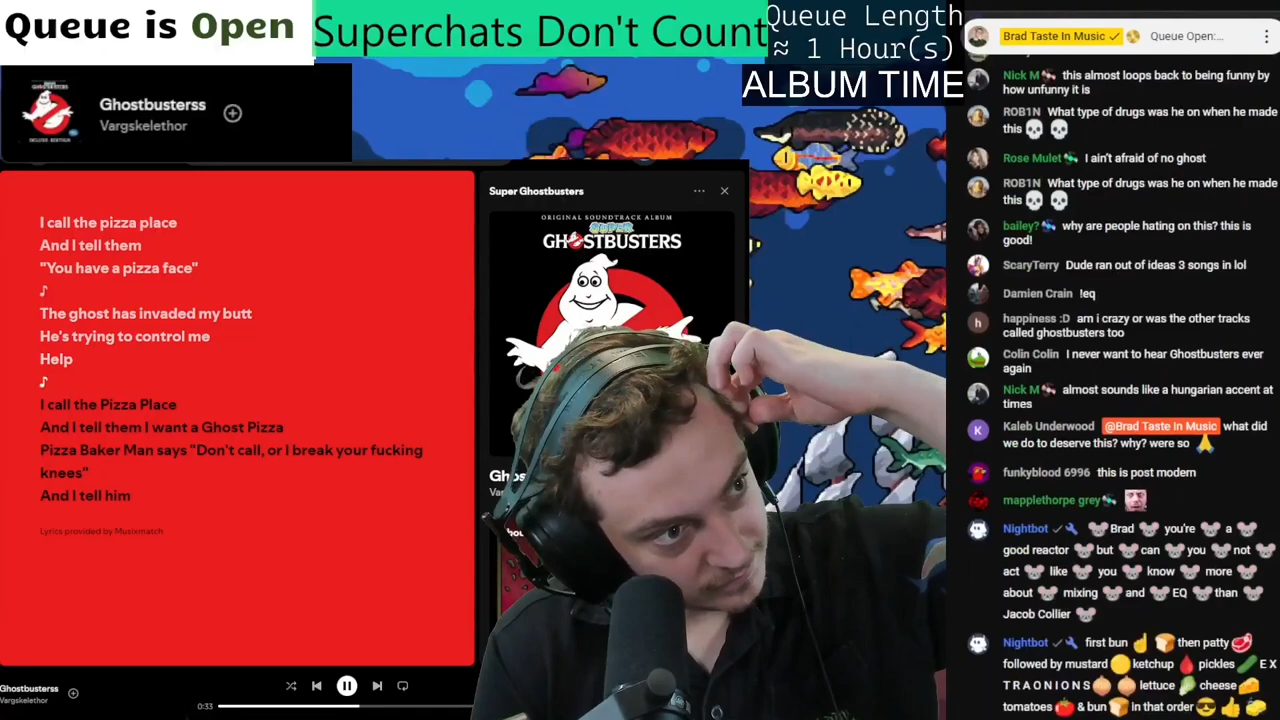 Queue is Open
Superchats Don't Count
Queue Length
≈ 1 Hour(s)
ALBUM TIME
Ghostbusterss
Vargskelethor
I call the pizza place
And I tell them
"You have a pizza face"
♪
The ghost has invaded my butt
He's trying to control me
Help
♪
I call the Pizza Place
And I tell them I want a Ghost Pizza
Pizza Baker Man says "Don't call, or I break your fucking
knees"
And I tell him
Lyrics provided by Musixmatch
Super Ghostbusters
ORIGINAL SOUNDTRACK ALBUM
SUPER
GHOSTBUSTERS
Ghostbusterss
Vargskelethor
0:33
Brad Taste In Music
Queue Open:...
Nick M this almost loops back to being funny by
how unfunny it is
ROB1N What type of drugs was he on when he made
this 💀 💀
Rose Mulet I ain't afraid of no ghost
ROB1N What type of drugs was he on when he made
this 💀 💀
bailey? why are people hating on this? this is
good!
ScaryTerry Dude ran out of ideas 3 songs in lol
Damien Crain !eq
h
happiness :D am i crazy or was the other tracks
called ghostbusters too
Colin Colin I never want to hear Ghostbusters ever
again
Nick M almost sounds like a hungarian accent at
times
K
Kaleb Underwood @Brad Taste In Music what did
we do to deserve this? why? were so 🙏
funkyblood 6996 this is post modern
mapplethorpe grey
Nightbot 🐭 Brad 🐭 you're 🐭 a 🐭
good reactor 🐭 but 🐭 can 🐭 you 🐭 not 🐭
act 🐭 like 🐭 you 🐭 know 🐭 more 🐭
about 🐭 mixing 🐭 and 🐭 EQ 🐭 than 🐭
Jacob Collier 🐭
Nightbot first bun ☝ 🍞 then patty 🥩
followed by mustard 🟡 ketchup 🩸 pickles 🥒 E X
T R A O N I O N S 🧅 🧅 lettuce 🥬 cheese 🧀
tomatoes 🍅 & bun 🍞 in that order 😎 👍 🧽